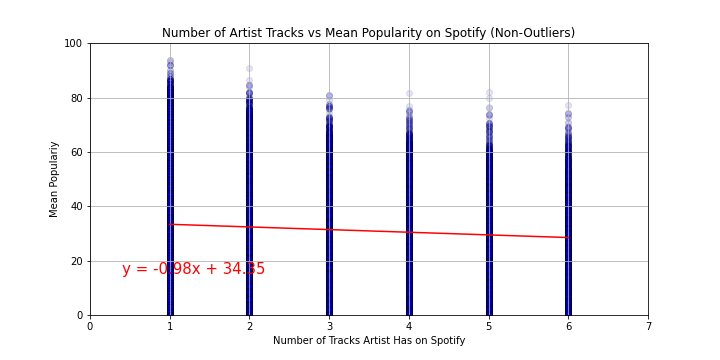 Number of Artist Tracks vs Mean Popularity on Spotify (Non-Outliers)
100
80
60
40
20
0
Mean Populariy
y = -0.98x + 34.35
0 1 2 3 4 5 6 7
Number of Tracks Artist Has on Spotify